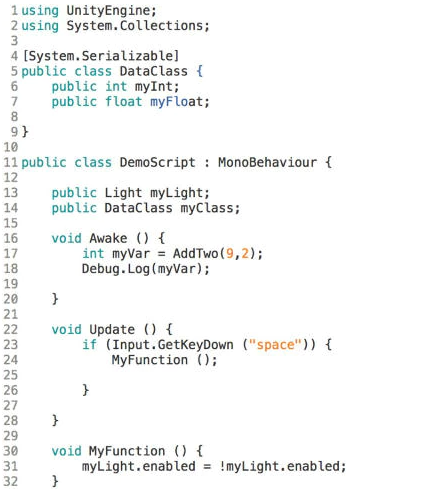 1 using UnityEngine;
2 using System.Collections;
3
4 [System.Serializable]
5 public class DataClass {
6     public int myInt;
7     public float myFloat;
8
9 }
10
11 public class DemoScript : MonoBehaviour {
12
13     public Light myLight;
14     public DataClass myClass;
15
16     void Awake () {
17         int myVar = AddTwo(9,2);
18         Debug.Log(myVar);
19
20     }
21
22     void Update () {
23         if (Input.GetKeyDown ("space")) {
24             MyFunction ();
25
26         }
27
28     }
29
30     void MyFunction () {
31         myLight.enabled = !myLight.enabled;
32     }